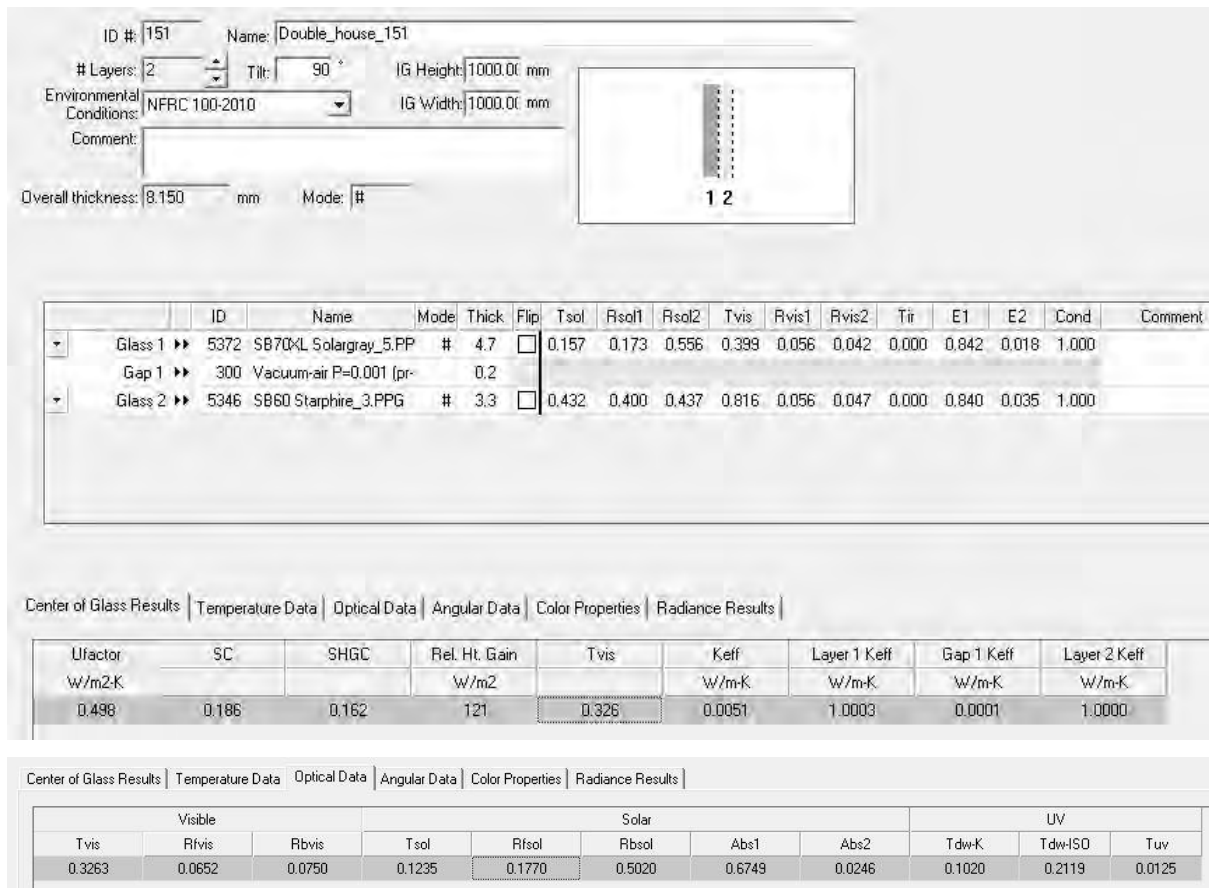 ID #: 151 Name: Double_house_151
# Layers: 2 Tilt: 90 ° IG Height: 1000.00 mm
Environmental Conditions: NFRC 100-2010 IG Width: 1000.00 mm
Comment:
Overall thickness: 8.150 mm Mode: #
1 2
ID Name Mode Thick Flip Tsol Rsol1 Rsol2 Tvis Rvis1 Rvis2 Tir E1 E2 Cond Comment
Glass 1 ▸▸ 5372 SB70XL Solargray_5.PP # 4.7 0.157 0.173 0.556 0.399 0.056 0.042 0.000 0.842 0.018 1.000
Gap 1 ▸▸ 300 Vacuum-air P=0.001 (pr- 0.2
Glass 2 ▸▸ 5346 SB60 Starphire_3.PPG # 3.3 0.432 0.400 0.437 0.816 0.056 0.047 0.000 0.840 0.035 1.000
Center of Glass Results Temperature Data Optical Data Angular Data Color Properties Radiance Results
Ufactor SC SHGC Rel. Ht. Gain Tvis Keff Layer 1 Keff Gap 1 Keff Layer 2 Keff
W/m2-K W/m2 W/m-K W/m-K W/m-K W/m-K
0.498 0.186 0.162 121 0.326 0.0051 1.0003 0.0001 1.0000
Center of Glass Results Temperature Data Optical Data Angular Data Color Properties Radiance Results
Visible Solar UV
Tvis Rfvis Rbvis Tsol Rfsol Rbsol Abs1 Abs2 Tdw-K Tdw-ISO Tuv
0.3263 0.0652 0.0750 0.1235 0.1770 0.5020 0.6749 0.0246 0.1020 0.2119 0.0125